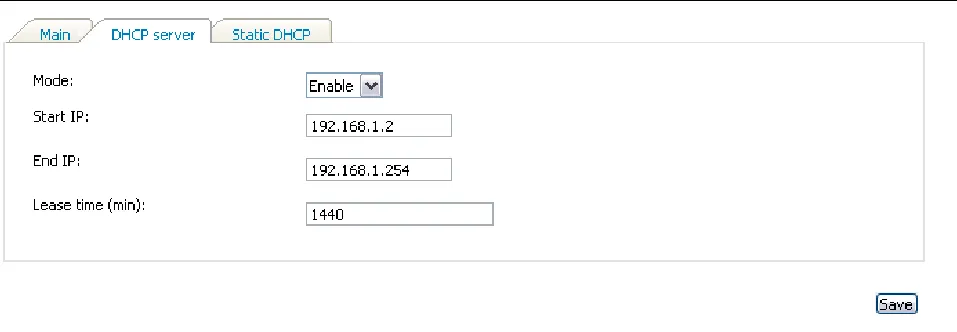 Main DHCP server Static DHCP
Mode: Enable
Start IP: 192.168.1.2
End IP: 192.168.1.254
Lease time (min): 1440
Save